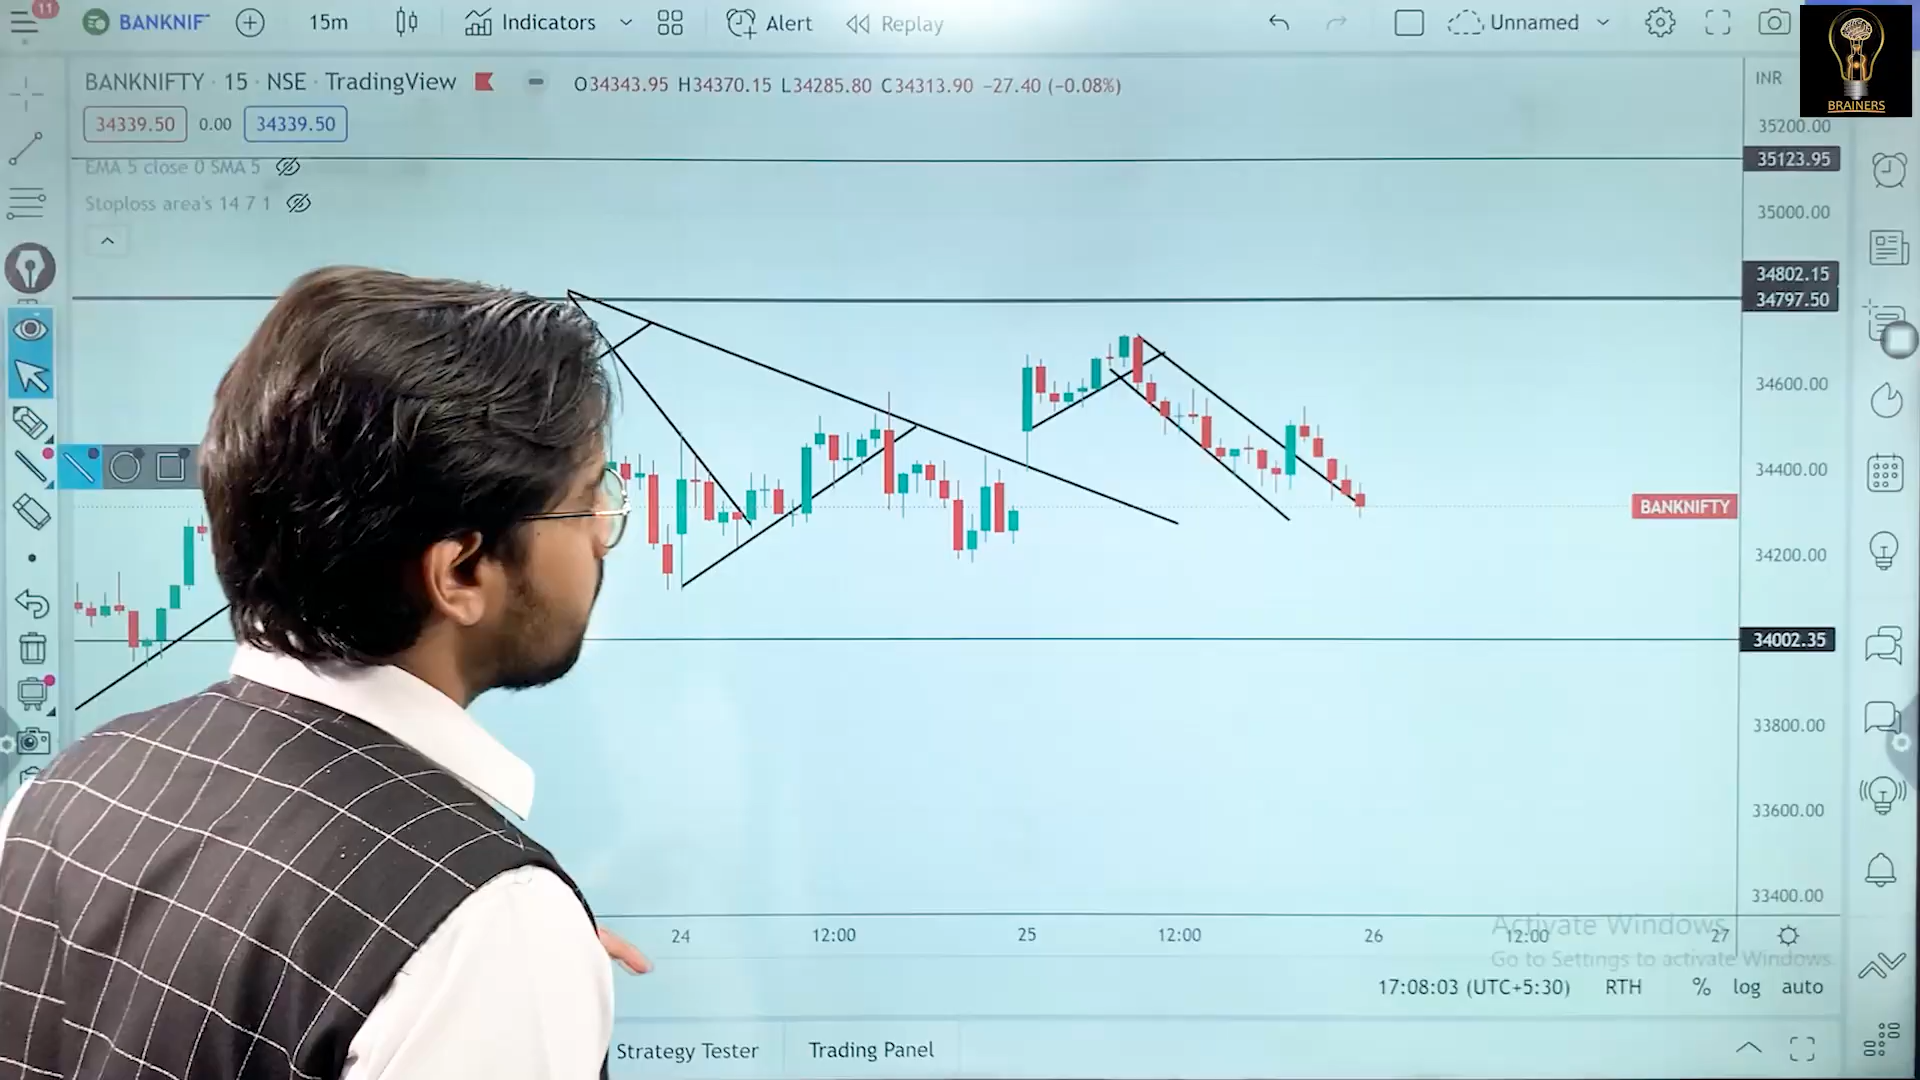 11
BANKNIF
15m
Indicators
Alert
Replay
Unnamed
BRAINERS
BANKNIFTY · 15 · NSE · TradingView
O34343.95 H34370.15 L34285.80 C34313.90 −27.40 (−0.08%)
INR
34339.50 0.00 34339.50
EMA 5 close 0 SMA 5
Stoploss area's 14 7 1
35200.00
35123.95
35000.00
34802.15
34797.50
34600.00
34400.00
BANKNIFTY
34200.00
34002.35
33800.00
33600.00
33400.00
24 12:00 25 12:00 26 12:00 27
Activate Windows
Go to Settings to activate Windows.
17:08:03 (UTC+5:30) RTH % log auto
Strategy Tester
Trading Panel